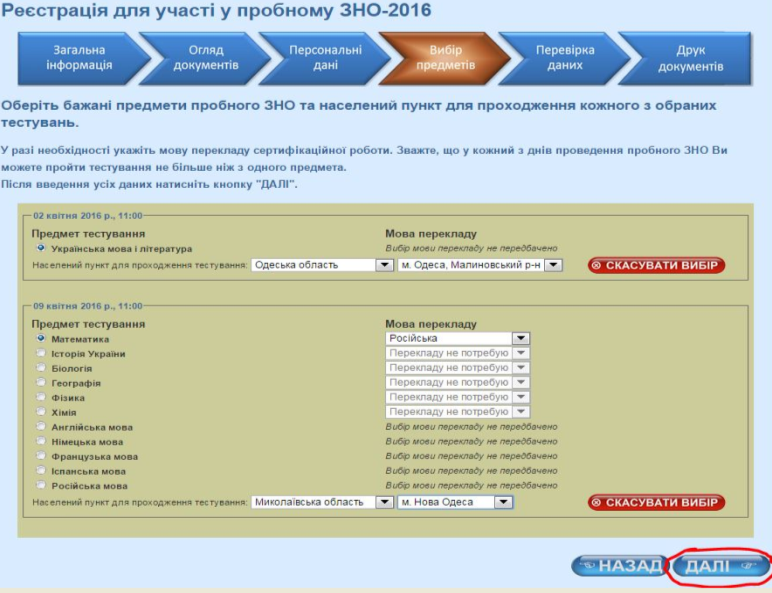 Реєстрація для участі у пробному ЗНО-2016
Загальна інформація
Огляд документів
Персональні дані
Вибір предметів
Перевірка даних
Друк документів
Оберіть бажані предмети пробного ЗНО та населений пункт для проходження кожного з обраних
тестувань.
У разі необхідності укажіть мову перекладу сертифікаційної роботи. Зважте, що у кожний з днів проведення пробного ЗНО Ви
можете пройти тестування не більше ніж з одного предмета.
Після введення усіх даних натисніть кнопку "ДАЛІ".
02 квітня 2016 р., 11:00
Предмет тестування Мова перекладу
Українська мова і література Вибір мови перекладу не передбачено
Населений пункт для проходження тестування: Одеська область м. Одеса, Малиновський р-н СКАСУВАТИ ВИБІР
09 квітня 2016 р., 11:00
Предмет тестування Мова перекладу
Математика Російська
Історія України Перекладу не потребую
Біологія Перекладу не потребую
Географія Перекладу не потребую
Фізика Перекладу не потребую
Хімія Перекладу не потребую
Англійська мова Вибір мови перекладу не передбачено
Німецька мова Вибір мови перекладу не передбачено
Французька мова Вибір мови перекладу не передбачено
Іспанська мова Вибір мови перекладу не передбачено
Російська мова Вибір мови перекладу не передбачено
Населений пункт для проходження тестування: Миколаївська область м. Нова Одеса СКАСУВАТИ ВИБІР
НАЗАД ДАЛІ